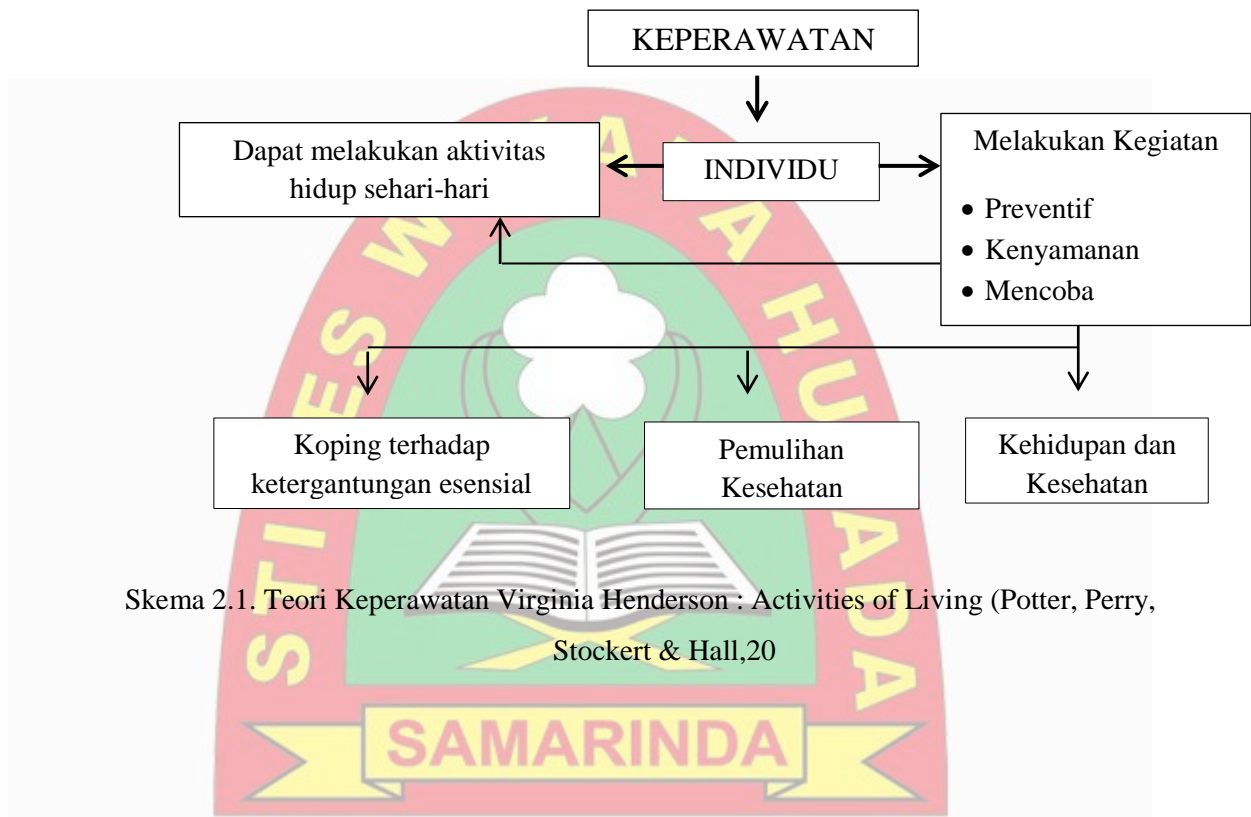 KEPERAWATAN
Dapat melakukan aktivitas
hidup sehari-hari
INDIVIDU
Melakukan Kegiatan
• Preventif
• Kenyamanan
• Mencoba
Koping terhadap
ketergantungan esensial
Pemulihan
Kesehatan
Kehidupan dan
Kesehatan
Skema 2.1. Teori Keperawatan Virginia Henderson : Activities of Living (Potter, Perry,
Stockert & Hall,20
SAMARINDA